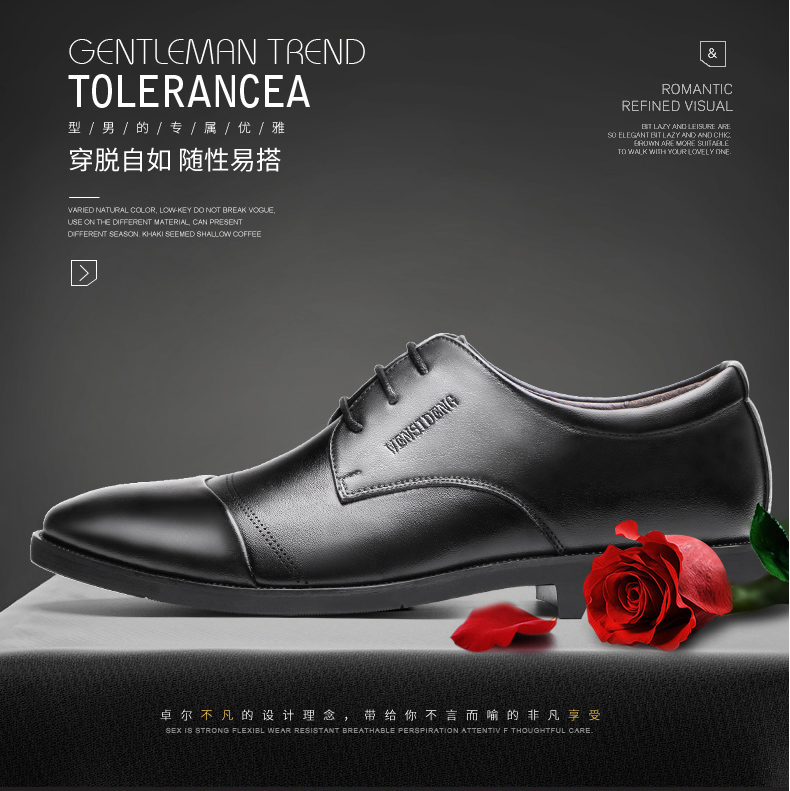 GENTLEMAN TREND
TOLERANCEA
型 / 男 / 的 / 专 / 属 / 优 / 雅
穿脱自如 随性易搭
VARIED NATURAL COLOR, LOW-KEY DO NOT BREAK VOGUE,
USE ON THE DIFFERENT MATERIAL, CAN PRESENT
DIFFERENT SEASON. KHAKI SEEMED SHALLOW COFFEE
&
ROMANTIC
REFINED VISUAL
BIT LAZY AND LEISURE ARE
SO ELEGANT BIT LAZY AND AND CHIC.
BROWN ARE MORE SUITABLE
TO WALK WITH YOUR LOVELY ONE.
WENSIDENG
卓尔不凡的设计理念，带给你不言而喻的非凡享受
SEX IS STRONG FLEXIBL WEAR RESISTANT BREATHABLE PERSPIRATION ATTENTIV F THOUGHTFUL CARE.